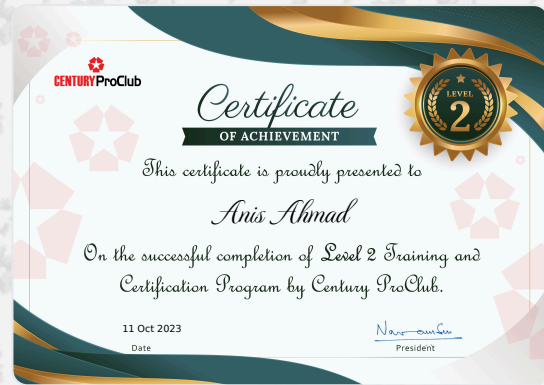 CENTURY ProClub
Certificate
OF ACHIEVEMENT
LEVEL
2
This certificate is proudly presented to
Anis Ahmad
On the successful completion of Level 2 Training and
Certification Program by Century ProClub.
11 Oct 2023
Date
President